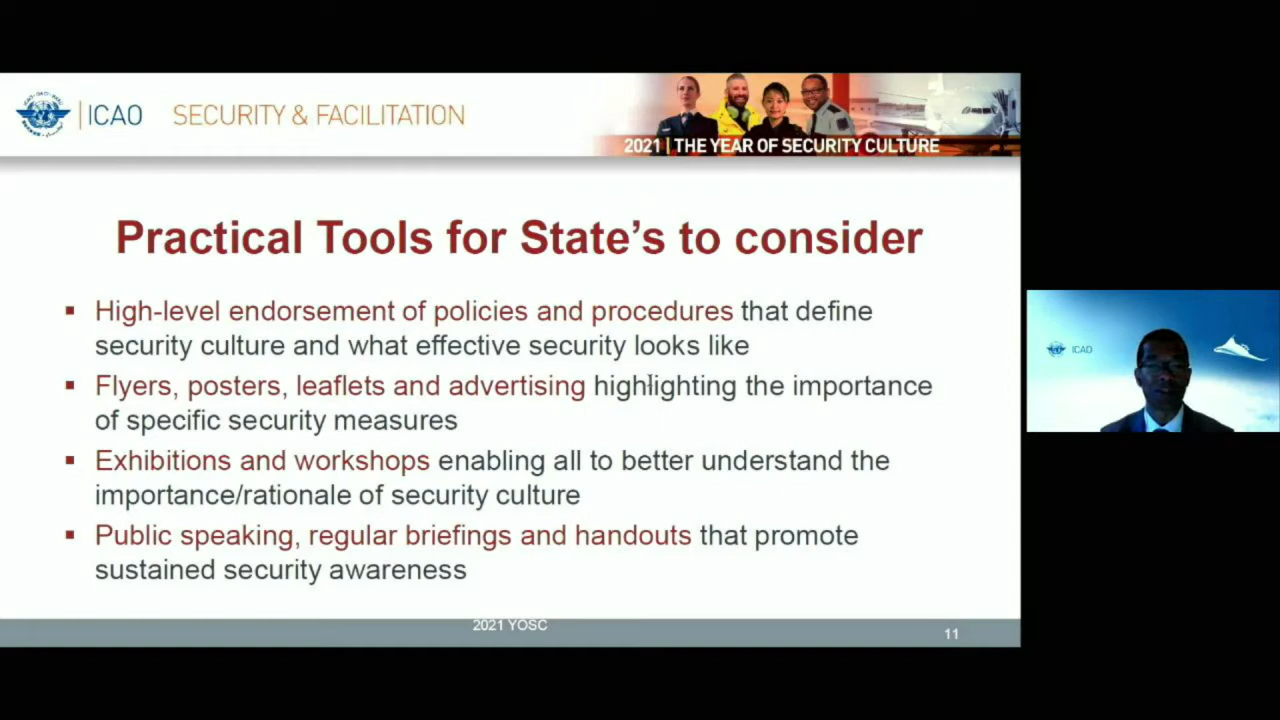 ICAO
SECURITY & FACILITATION
2021 | THE YEAR OF SECURITY CULTURE
Practical Tools for State's to consider
▪ High-level endorsement of policies and procedures that define
security culture and what effective security looks like
▪ Flyers, posters, leaflets and advertising highlighting the importance
of specific security measures
▪ Exhibitions and workshops enabling all to better understand the
importance/rationale of security culture
▪ Public speaking, regular briefings and handouts that promote
sustained security awareness
2021 YOSC
11
ICAO